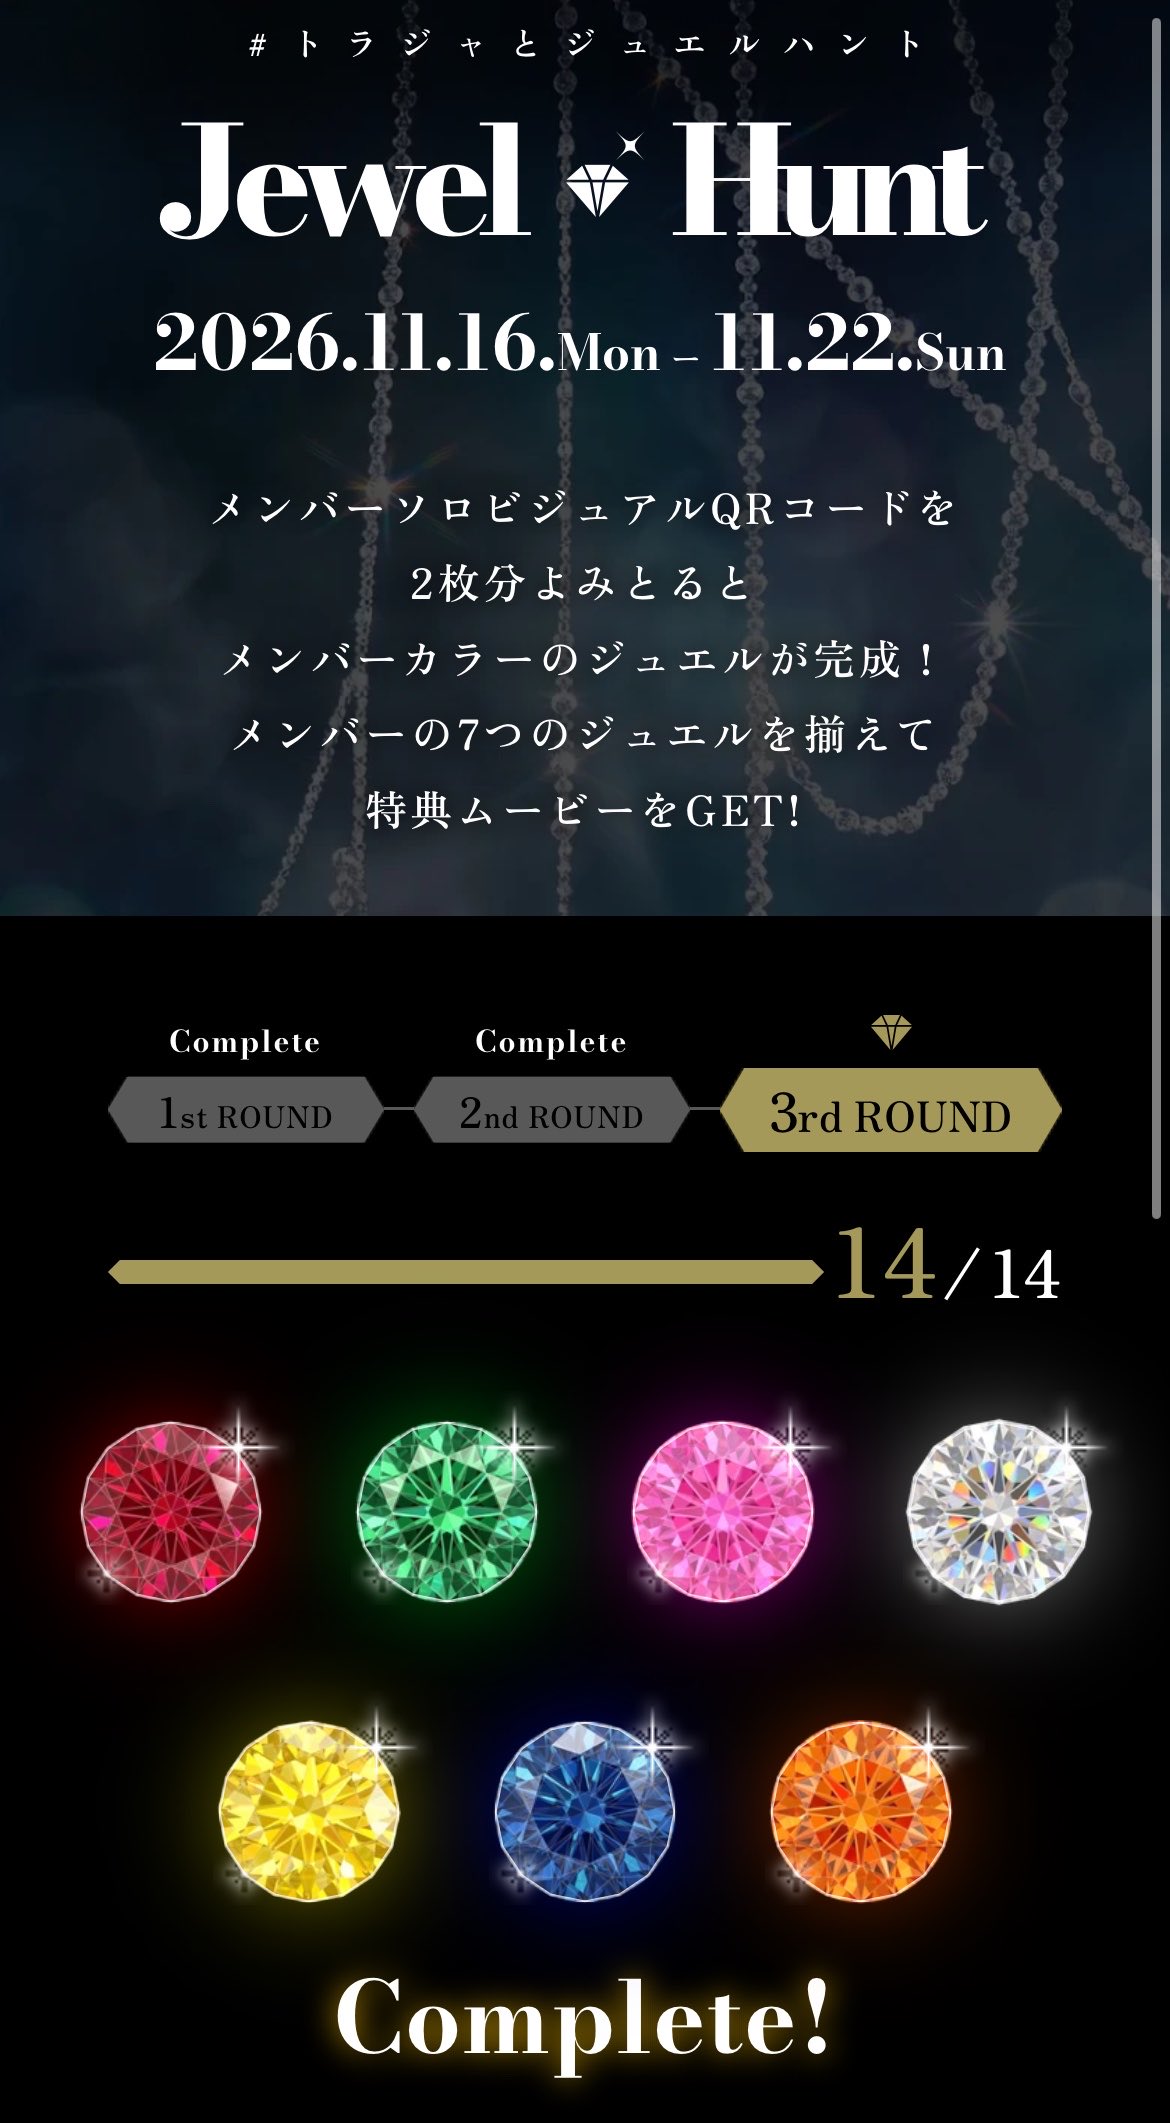 #トラジャとジュエルハント
Jewel Hunt
2026.11.16.Mon – 11.22.Sun
メンバーソロビジュアルQRコードを
2枚分よみとると
メンバーカラーのジュエルが完成！
メンバーの7つのジュエルを揃えて
特典ムービーをGET!
Complete Complete
1st ROUND 2nd ROUND 3rd ROUND
14/14
Complete!